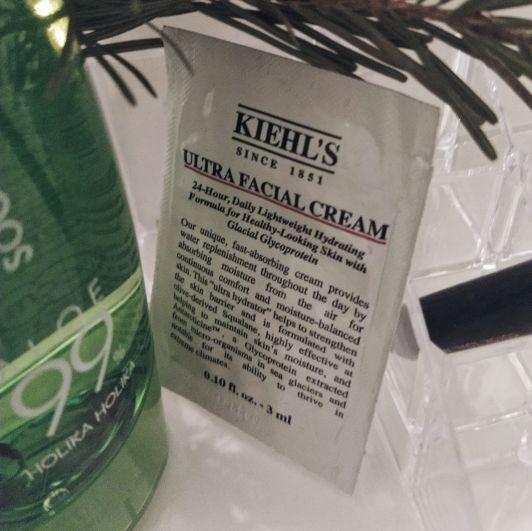 KIEHL'S
SINCE 1851
ULTRA FACIAL CREAM
24-Hour, Daily Lightweight Hydrating
Formula for Healthy-Looking Skin with
Glacial Glycoprotein
Our unique, fast-absorbing cream provides
water replenishment throughout the day by
absorbing moisture from the air for
continuous comfort and moisture-balanced
skin. This "ultra hydrator" helps to strengthen
the skin barrier and is formulated with
olive-derived Squalane, highly effective at
helping to maintain skin's moisture, and
Antarcticine™, a Glycoprotein extracted
from micro-organisms in sea glaciers and
notable for its ability to thrive in
extreme climates.
0.10 fl. oz. - 3 ml
99%
HOLIKA HOLIKA